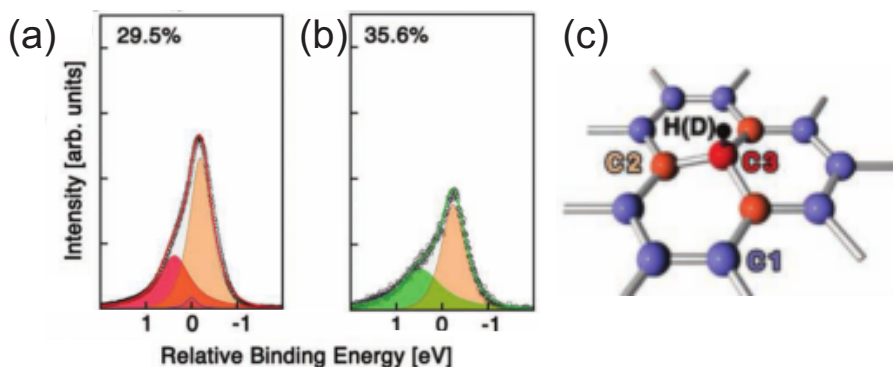 (a) (b) (c)
29.5% 35.6%
Intensity [arb. units]
H(D)
C2 C3
C1
1 0 -1 1 0 -1
Relative Binding Energy [eV]